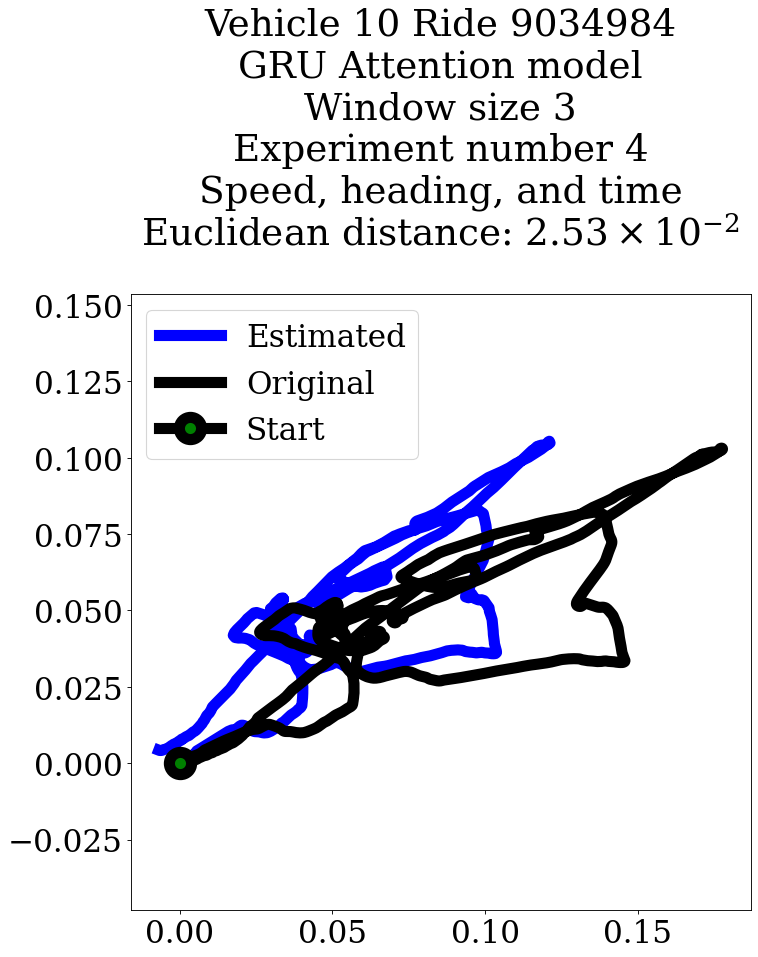 Vehicle 10 Ride 9034984
GRU Attention model
Window size 3
Experiment number 4
Speed, heading, and time
Euclidean distance: 2.53 × 10⁻²
0.150
0.125
0.100
0.075
0.050
0.025
0.000
−0.025
Estimated
Original
Start
0.00 0.05 0.10 0.15